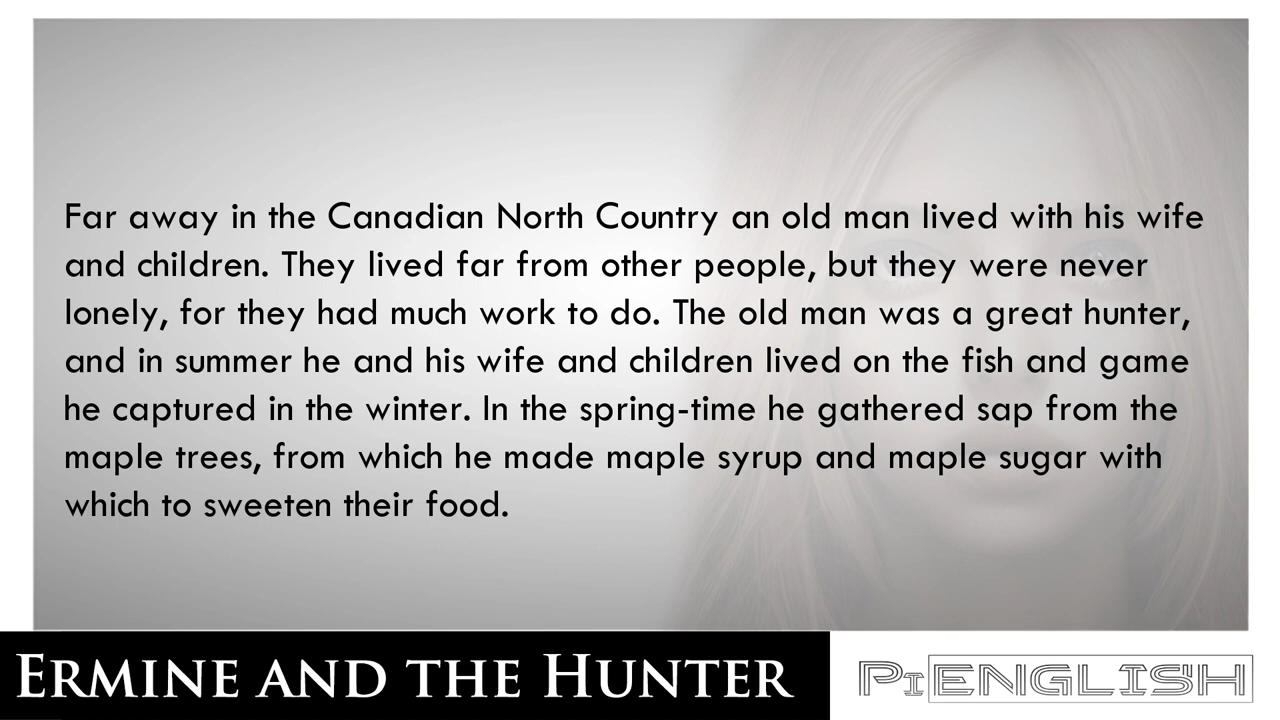 Far away in the Canadian North Country an old man lived with his wife
and children. They lived far from other people, but they were never
lonely, for they had much work to do. The old man was a great hunter,
and in summer he and his wife and children lived on the fish and game
he captured in the winter. In the spring-time he gathered sap from the
maple trees, from which he made maple syrup and maple sugar with
which to sweeten their food.
Ermine and the Hunter
PiENGLISH